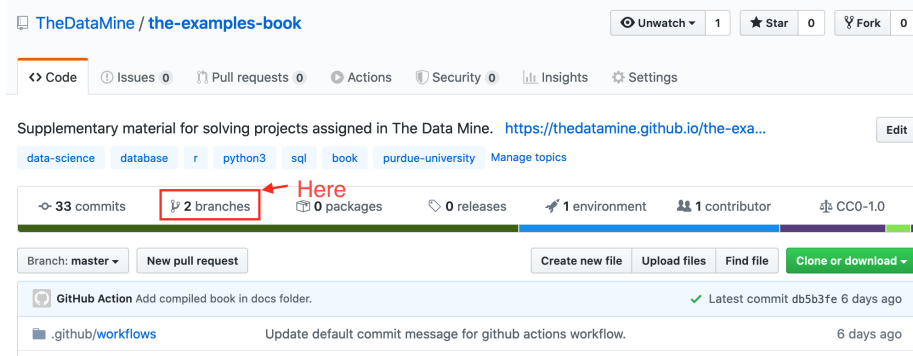 TheDataMine / the-examples-book
Unwatch 1 Star 0 Fork 0
Code Issues 0 Pull requests 0 Actions Security 0 Insights Settings
Supplementary material for solving projects assigned in The Data Mine. https://thedatamine.github.io/the-exa... Edit
data-science database r python3 sql book purdue-university Manage topics
Here
33 commits 2 branches 0 packages 0 releases 1 environment 1 contributor CC0-1.0
Branch: master New pull request Create new file Upload files Find file Clone or download
GitHub Action Add compiled book in docs folder. Latest commit db5b3fe 6 days ago
.github/workflows Update default commit message for github actions workflow. 6 days ago